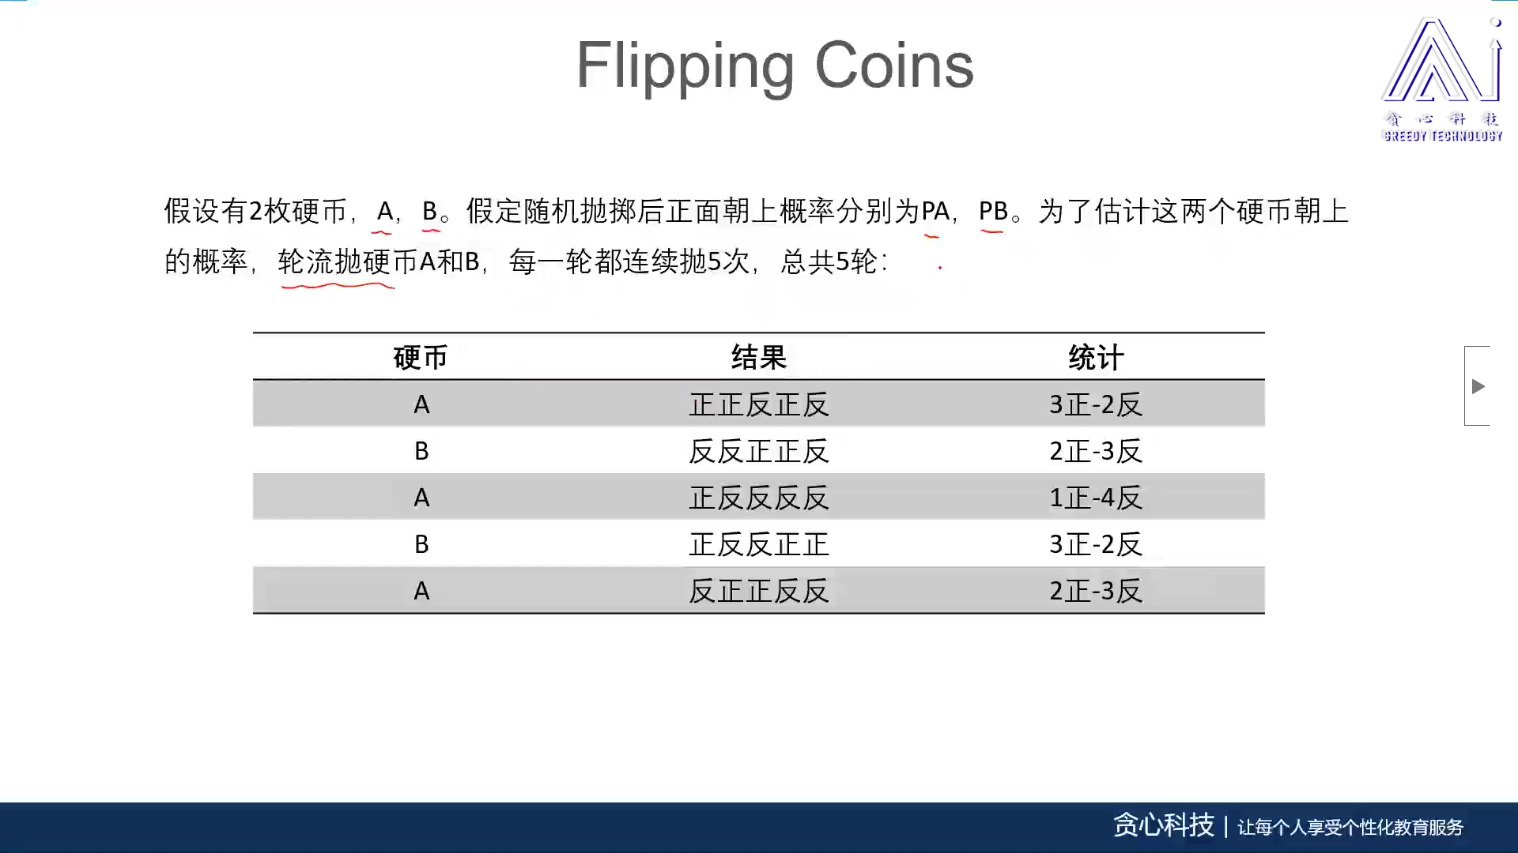 Flipping Coins
贪心科技
GREEDY TECHNOLOGY
假设有2枚硬币，A，B。假定随机抛掷后正面朝上概率分别为PA，PB。为了估计这两个硬币朝上
的概率，轮流抛硬币A和B，每一轮都连续抛5次，总共5轮：
硬币 结果 统计
A 正正反正反 3正-2反
B 反反正正反 2正-3反
A 正反反反反 1正-4反
B 正反反正正 3正-2反
A 反正正反反 2正-3反
贪心科技 | 让每个人享受个性化教育服务